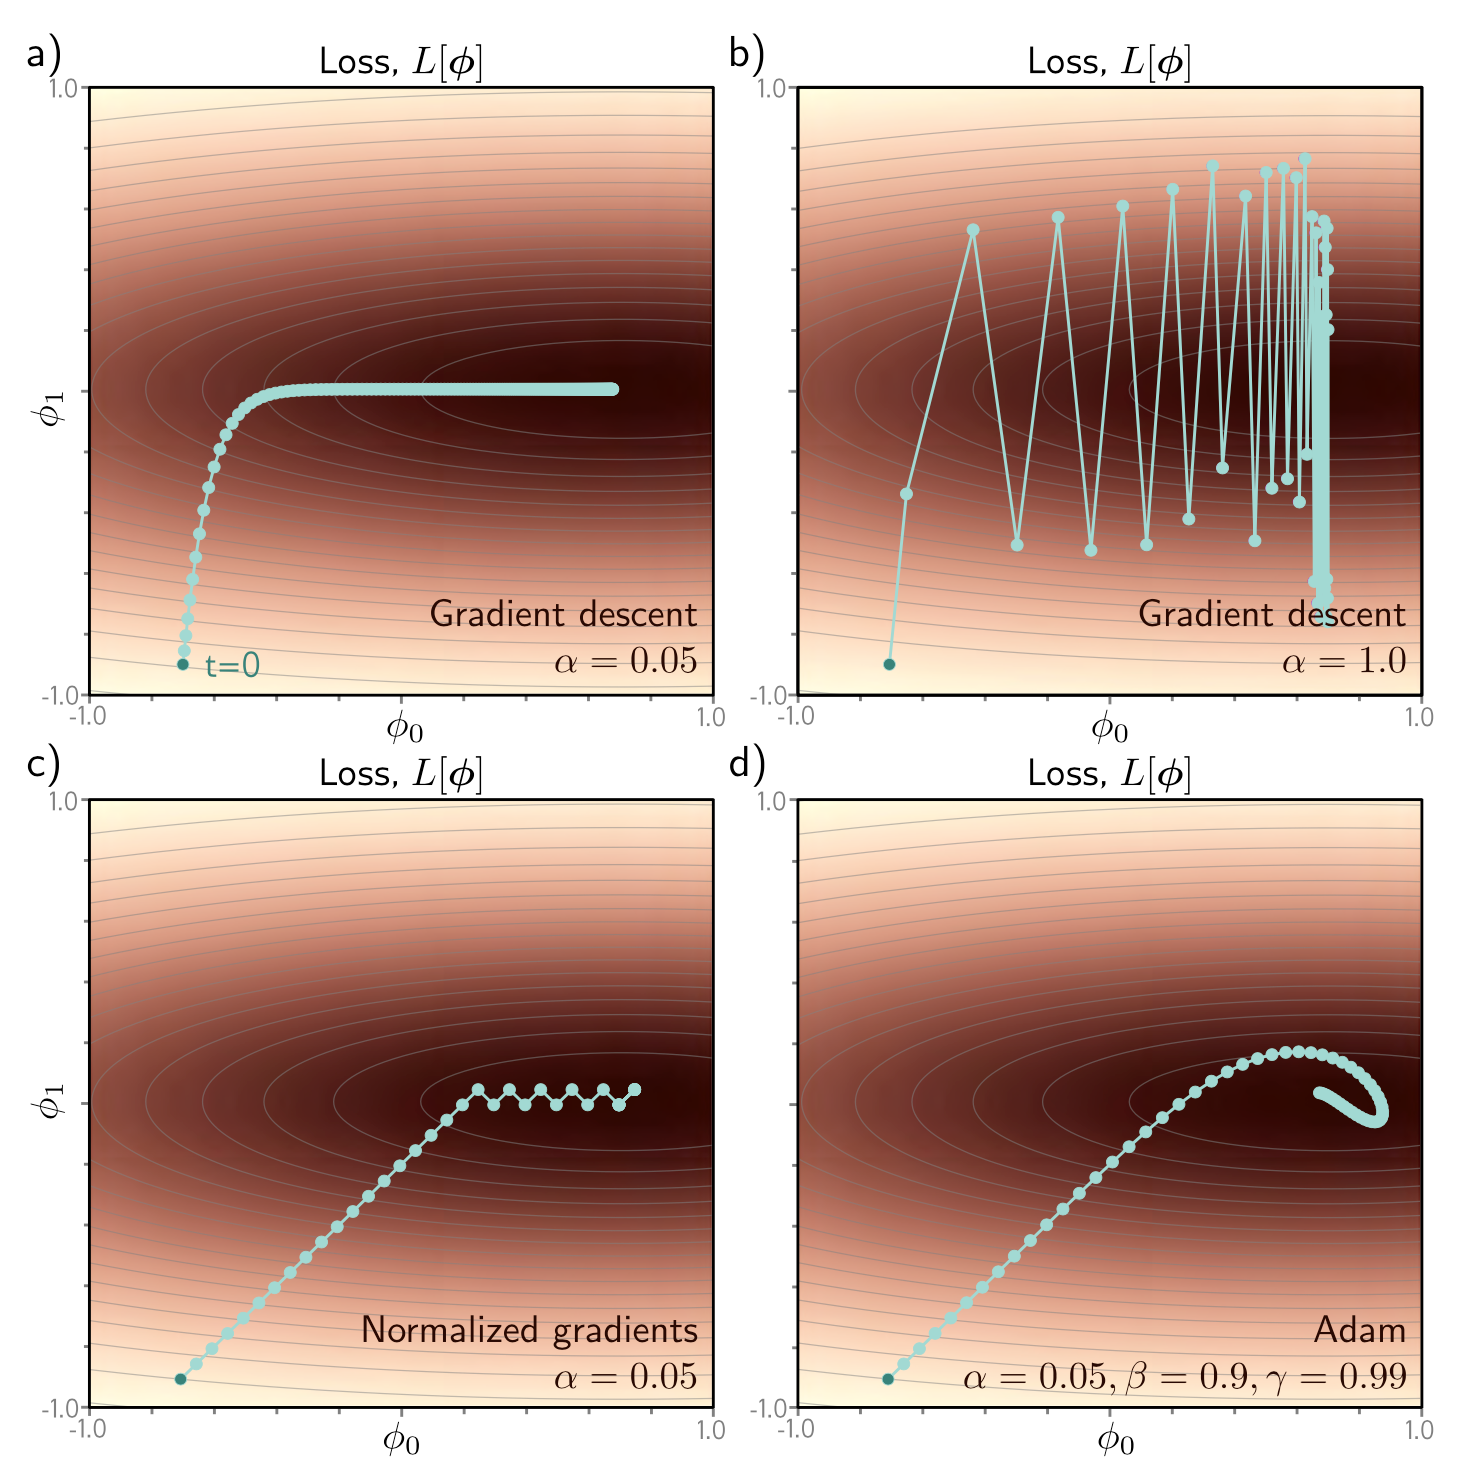 a)
Loss, L[ϕ]
1.0
ϕ1
t=0
Gradient descent
α = 0.05
-1.0
-1.0
ϕ0
1.0
b)
Loss, L[ϕ]
1.0
Gradient descent
α = 1.0
-1.0
-1.0
ϕ0
1.0
c)
Loss, L[ϕ]
1.0
ϕ1
Normalized gradients
α = 0.05
-1.0
-1.0
ϕ0
1.0
d)
Loss, L[ϕ]
1.0
Adam
α = 0.05, β = 0.9, γ = 0.99
-1.0
-1.0
ϕ0
1.0